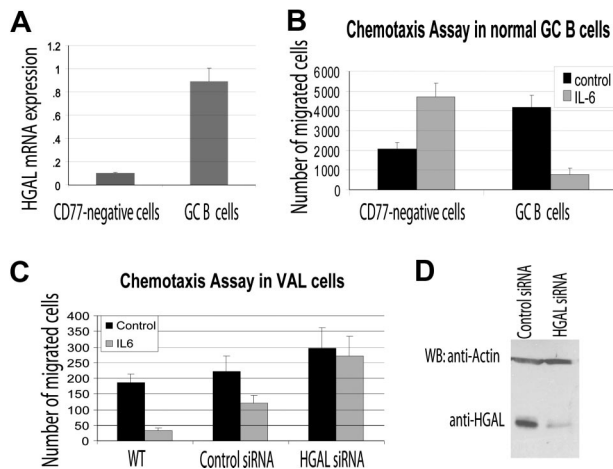 A
HGAL mRNA expression
1.2
1
.8
.6
.4
.2
0
CD77-negative cells
GC B cells
B
Chemotaxis Assay in normal GC B cells
Number of migrated cells
6000
5000
4000
3000
2000
1000
0
control
IL-6
CD77-negative cells
GC B cells
C
Chemotaxis Assay in VAL cells
Number of migrated cells
400
350
300
250
200
150
100
50
0
Control
IL6
WT
Control siRNA
HGAL siRNA
D
Control siRNA
HGAL siRNA
WB: anti-Actin
anti-HGAL